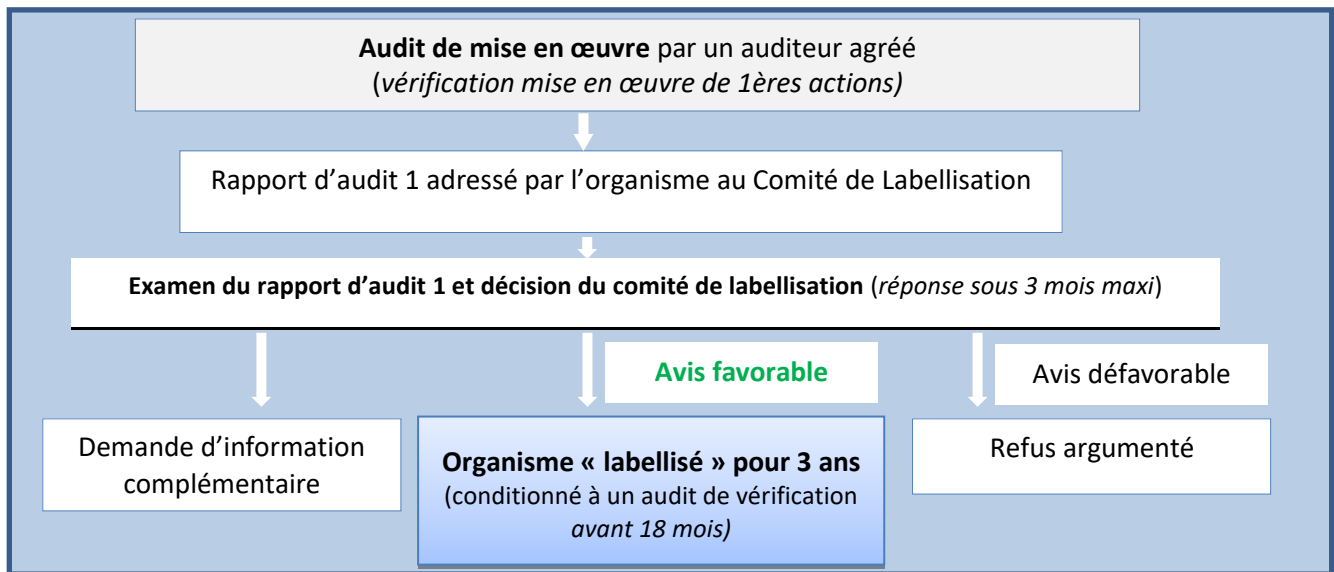 Audit de mise en œuvre par un auditeur agréé
(vérification mise en œuvre de 1ères actions)
Rapport d’audit 1 adressé par l’organisme au Comité de Labellisation
Examen du rapport d’audit 1 et décision du comité de labellisation (réponse sous 3 mois maxi)
Avis favorable
Avis défavorable
Demande d’information
complémentaire
Organisme « labellisé » pour 3 ans
(conditionné à un audit de vérification
avant 18 mois)
Refus argumenté